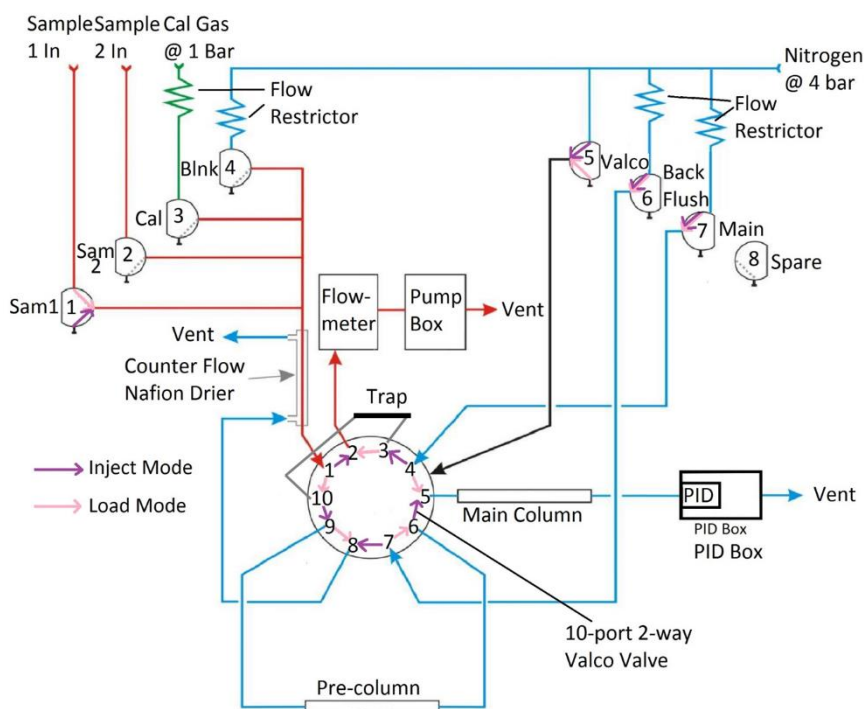 Sample Sample Cal Gas
1 In 2 In @ 1 Bar
Flow
Restrictor
Nitrogen
@ 4 bar
Flow
Restrictor
Blnk 4
Cal 3
Sam 2
2
Sam1 1
5 Valco
Back
6 Flush
7 Main
8 Spare
Flow-
meter
Pump
Box
Vent
Vent
Counter Flow
Nafion Drier
Trap
Inject Mode
Load Mode
1 2 3 4 5 6 7 8 9 10
Main Column
PID
PID Box
PID Box
Vent
10-port 2-way
Valco Valve
Pre-column